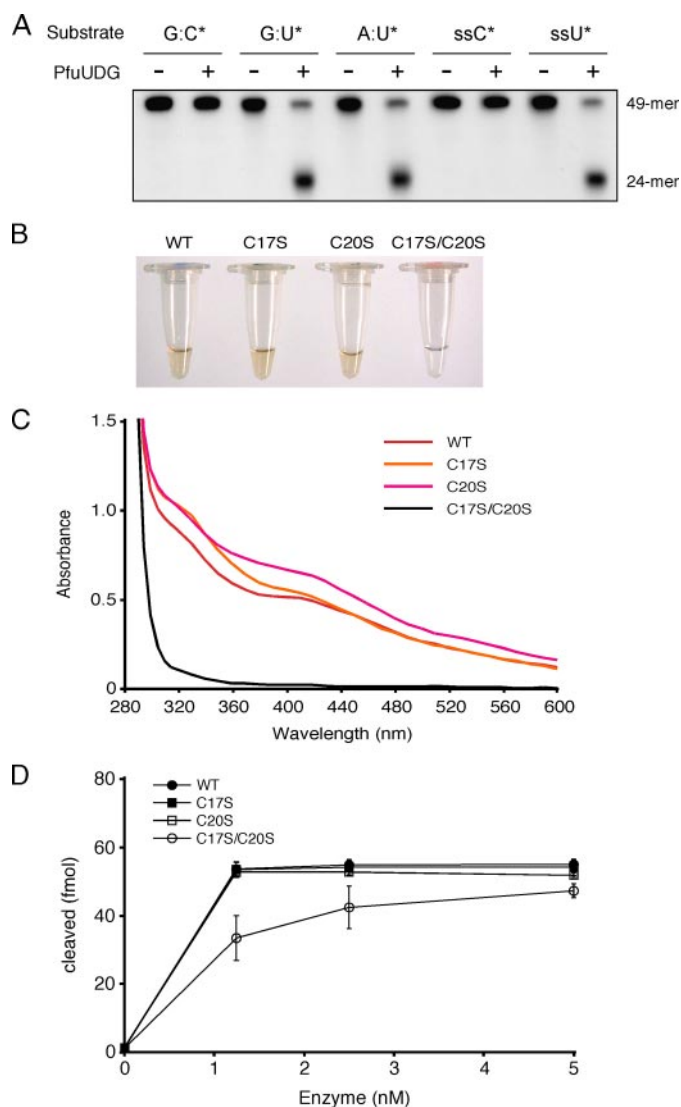 A
Substrate G:C* G:U* A:U* ssC* ssU*
PfuUDG - + - + - + - + - +
49-mer
24-mer
B
WT C17S C20S C17S/C20S
C
1.5
1.0
0.5
0
Absorbance
WT
C17S
C20S
C17S/C20S
280 320 360 400 440 480 520 560 600
Wavelength (nm)
D
80
60
40
20
0
cleaved (fmol)
WT
C17S
C20S
C17S/C20S
0 1 2 3 4 5
Enzyme (nM)